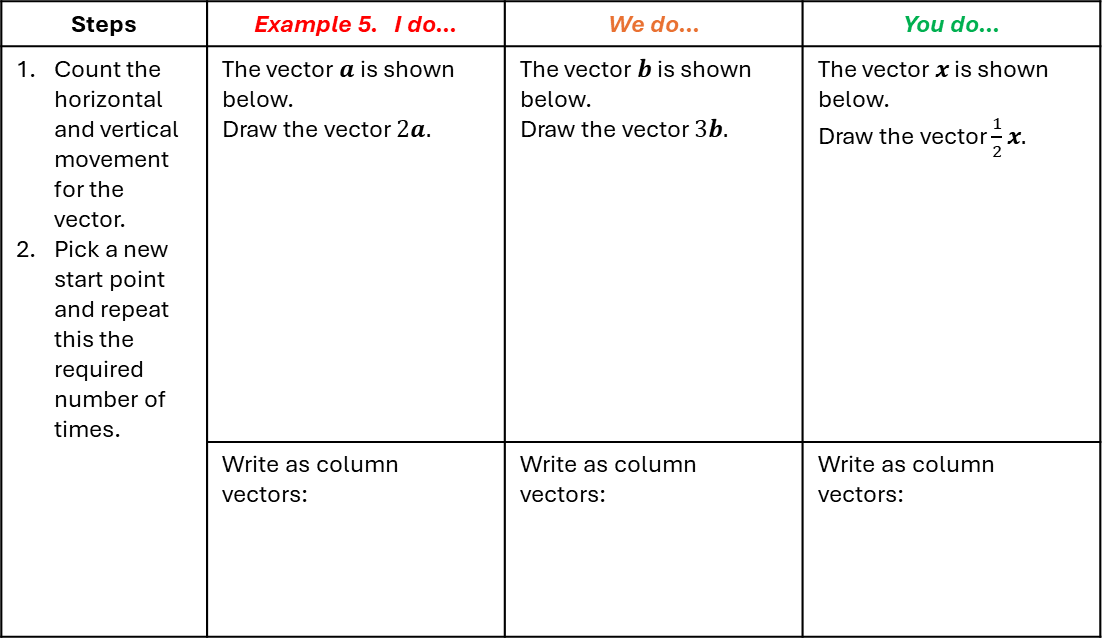 Steps
Example 5.   I do...
We do...
You do...
1. Count the
horizontal
and vertical
movement
for the
vector.
2. Pick a new
start point
and repeat
this the
required
number of
times.
The vector a is shown
below.
Draw the vector 2a.
The vector b is shown
below.
Draw the vector 3b.
The vector x is shown
below.
Draw the vector 1/2 x.
Write as column
vectors:
Write as column
vectors:
Write as column
vectors: